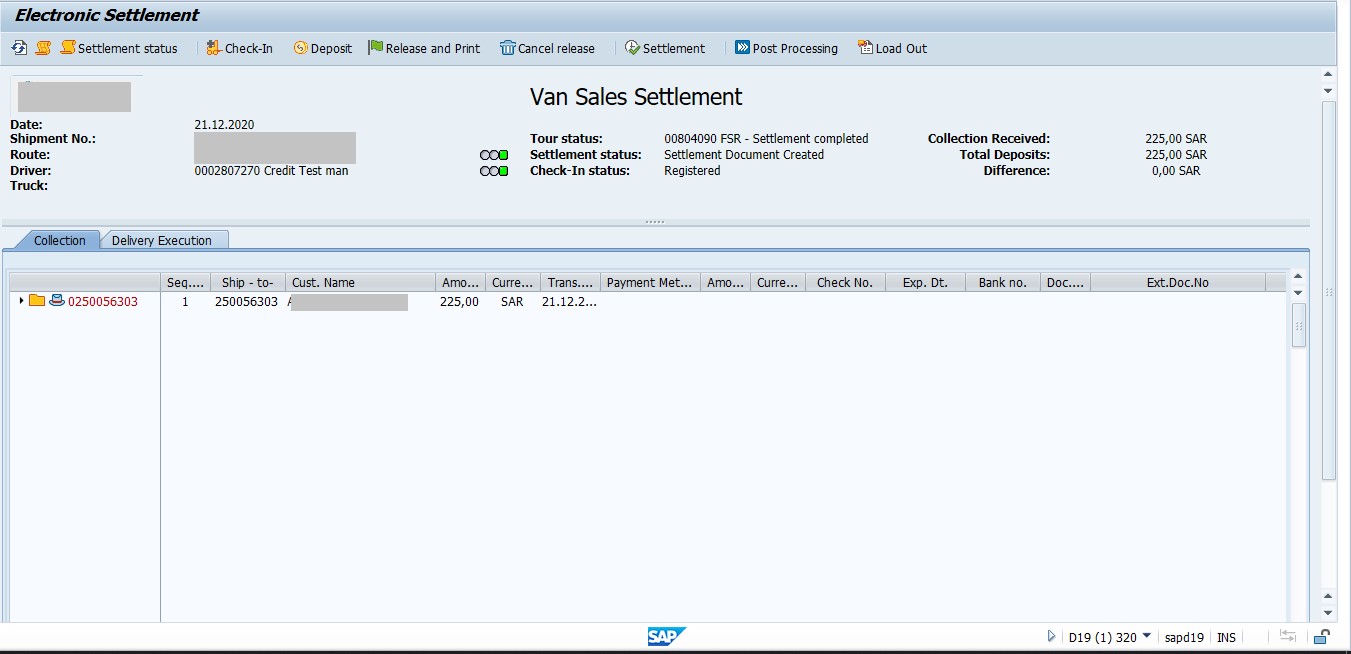 Electronic Settlement
Settlement status Check-In Deposit Release and Print Cancel release Settlement Post Processing Load Out
Van Sales Settlement
Date: 21.12.2020
Shipment No.: Tour status: 00804090 FSR - Settlement completed Collection Received: 225,00 SAR
Route: Settlement status: Settlement Document Created Total Deposits: 225,00 SAR
Driver: 0002807270 Credit Test man Check-In status: Registered Difference: 0,00 SAR
Truck:
Collection Delivery Execution
Seq.... Ship - to- Cust. Name Amo... Curre... Trans.... Payment Met... Amo... Curre... Check No. Exp. Dt. Bank no. Doc.... Ext.Doc.No
0250056303 1 250056303 225,00 SAR 21.12.2...
SAP D19 (1) 320 sapd19 INS